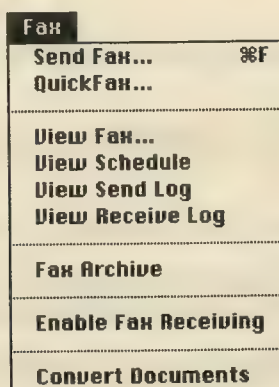 Fax
Send Fax... ⌘F
QuickFax...
View Fax...
View Schedule
View Send Log
View Receive Log
Fax Archive
Enable Fax Receiving
Convert Documents